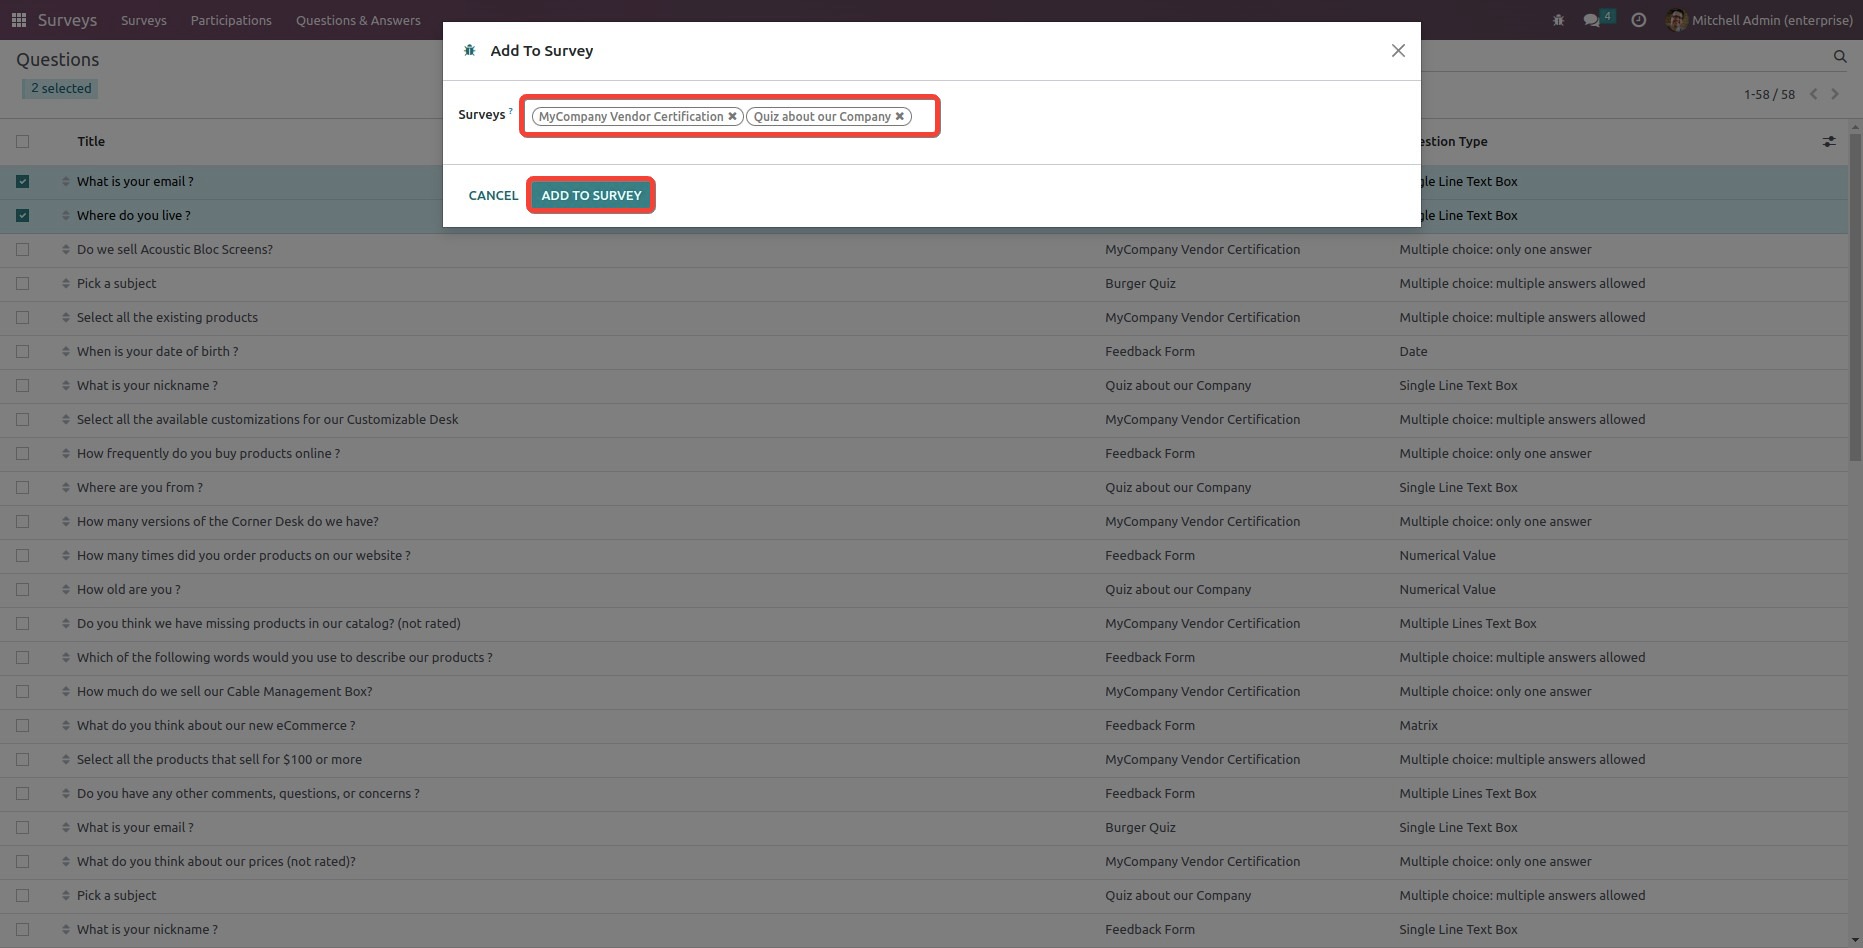 Surveys Surveys Participations Questions & Answers 4 Mitchell Admin (enterprise)
Add To Survey
Questions
2 selected
1-58 / 58
Surveys ? MyCompany Vendor Certification ✖ Quiz about our Company ✖
Title estion Type
CANCEL ADD TO SURVEY
What is your email ? gle Line Text Box
Where do you live ? gle Line Text Box
Do we sell Acoustic Bloc Screens? MyCompany Vendor Certification Multiple choice: only one answer
Pick a subject Burger Quiz Multiple choice: multiple answers allowed
Select all the existing products MyCompany Vendor Certification Multiple choice: multiple answers allowed
When is your date of birth ? Feedback Form Date
What is your nickname ? Quiz about our Company Single Line Text Box
Select all the available customizations for our Customizable Desk MyCompany Vendor Certification Multiple choice: multiple answers allowed
How frequently do you buy products online ? Feedback Form Multiple choice: only one answer
Where are you from ? Quiz about our Company Single Line Text Box
How many versions of the Corner Desk do we have? MyCompany Vendor Certification Multiple choice: only one answer
How many times did you order products on our website ? Feedback Form Numerical Value
How old are you ? Quiz about our Company Numerical Value
Do you think we have missing products in our catalog? (not rated) MyCompany Vendor Certification Multiple Lines Text Box
Which of the following words would you use to describe our products ? Feedback Form Multiple choice: multiple answers allowed
How much do we sell our Cable Management Box? MyCompany Vendor Certification Multiple choice: only one answer
What do you think about our new eCommerce ? Feedback Form Matrix
Select all the products that sell for $100 or more MyCompany Vendor Certification Multiple choice: multiple answers allowed
Do you have any other comments, questions, or concerns ? Feedback Form Multiple Lines Text Box
What is your email ? Burger Quiz Single Line Text Box
What do you think about our prices (not rated)? MyCompany Vendor Certification Multiple choice: only one answer
Pick a subject Quiz about our Company Multiple choice: multiple answers allowed
What is your nickname ? Feedback Form Single Line Text Box